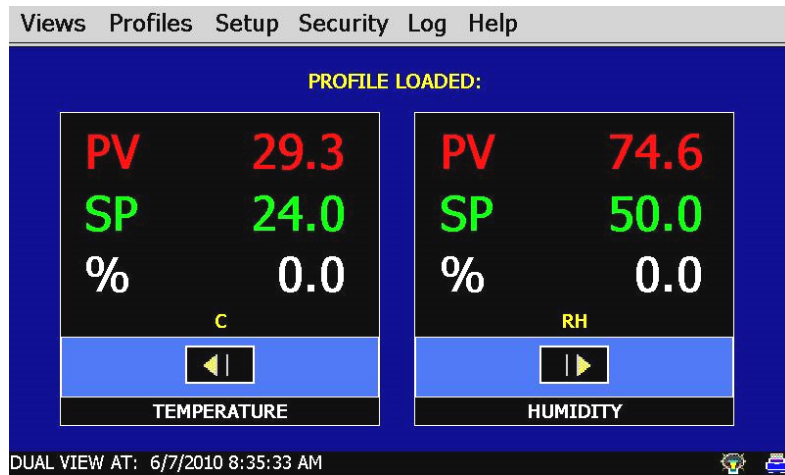 Views Profiles Setup Security Log Help
PROFILE LOADED:
PV 29.3
SP 24.0
% 0.0
C
TEMPERATURE
PV 74.6
SP 50.0
% 0.0
RH
HUMIDITY
DUAL VIEW AT: 6/7/2010 8:35:33 AM